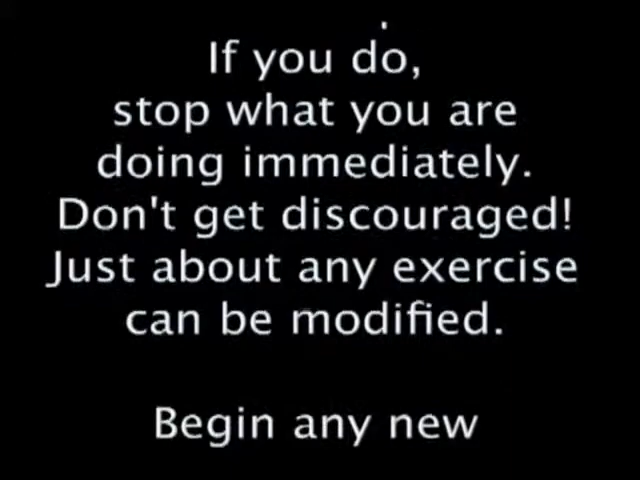 If you do,
stop what you are
doing immediately.
Don't get discouraged!
Just about any exercise
can be modified.
Begin any new